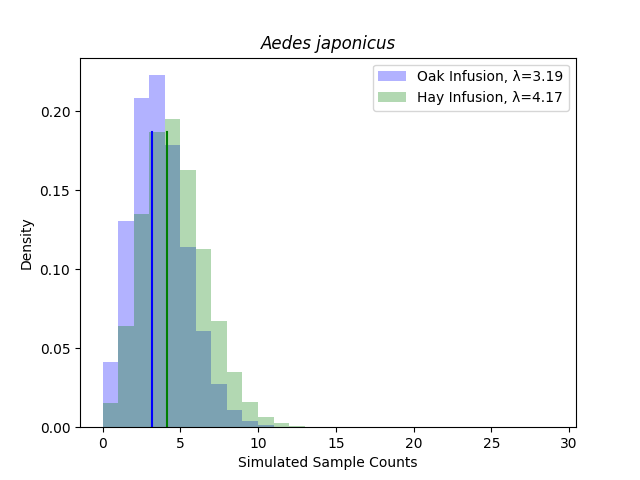 Aedes japonicus
Oak Infusion, λ=3.19
Hay Infusion, λ=4.17
0.20
0.15
0.10
0.05
0.00
Density
0 5 10 15 20 25 30
Simulated Sample Counts